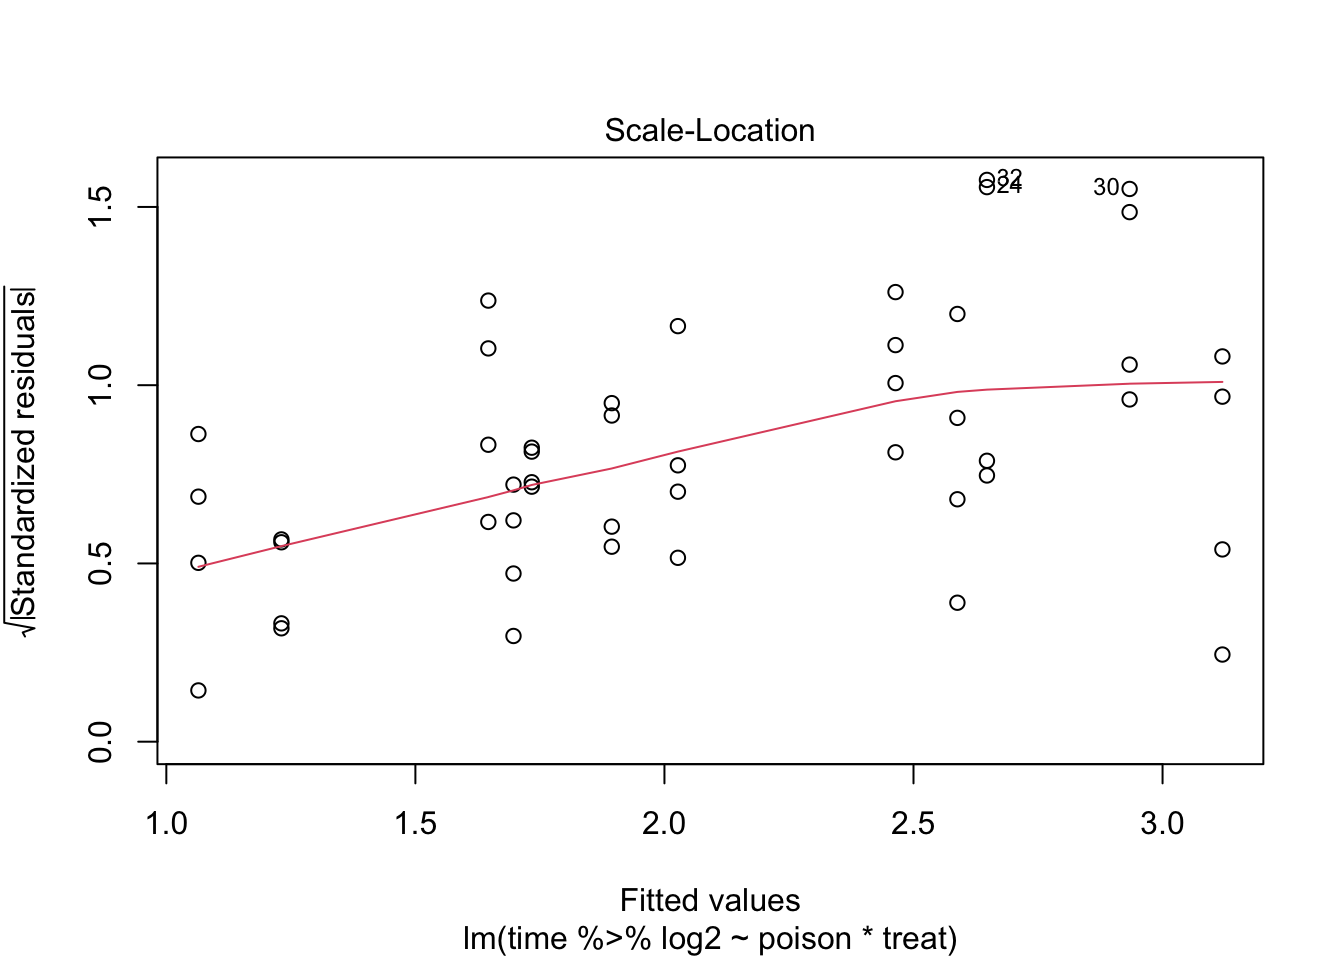 Scale-Location
√|Standardized residuals|
1.5
1.0
0.5
0.0
32
24
30
1.0 1.5 2.0 2.5 3.0
Fitted values
lm(time %>% log2 ~ poison * treat)